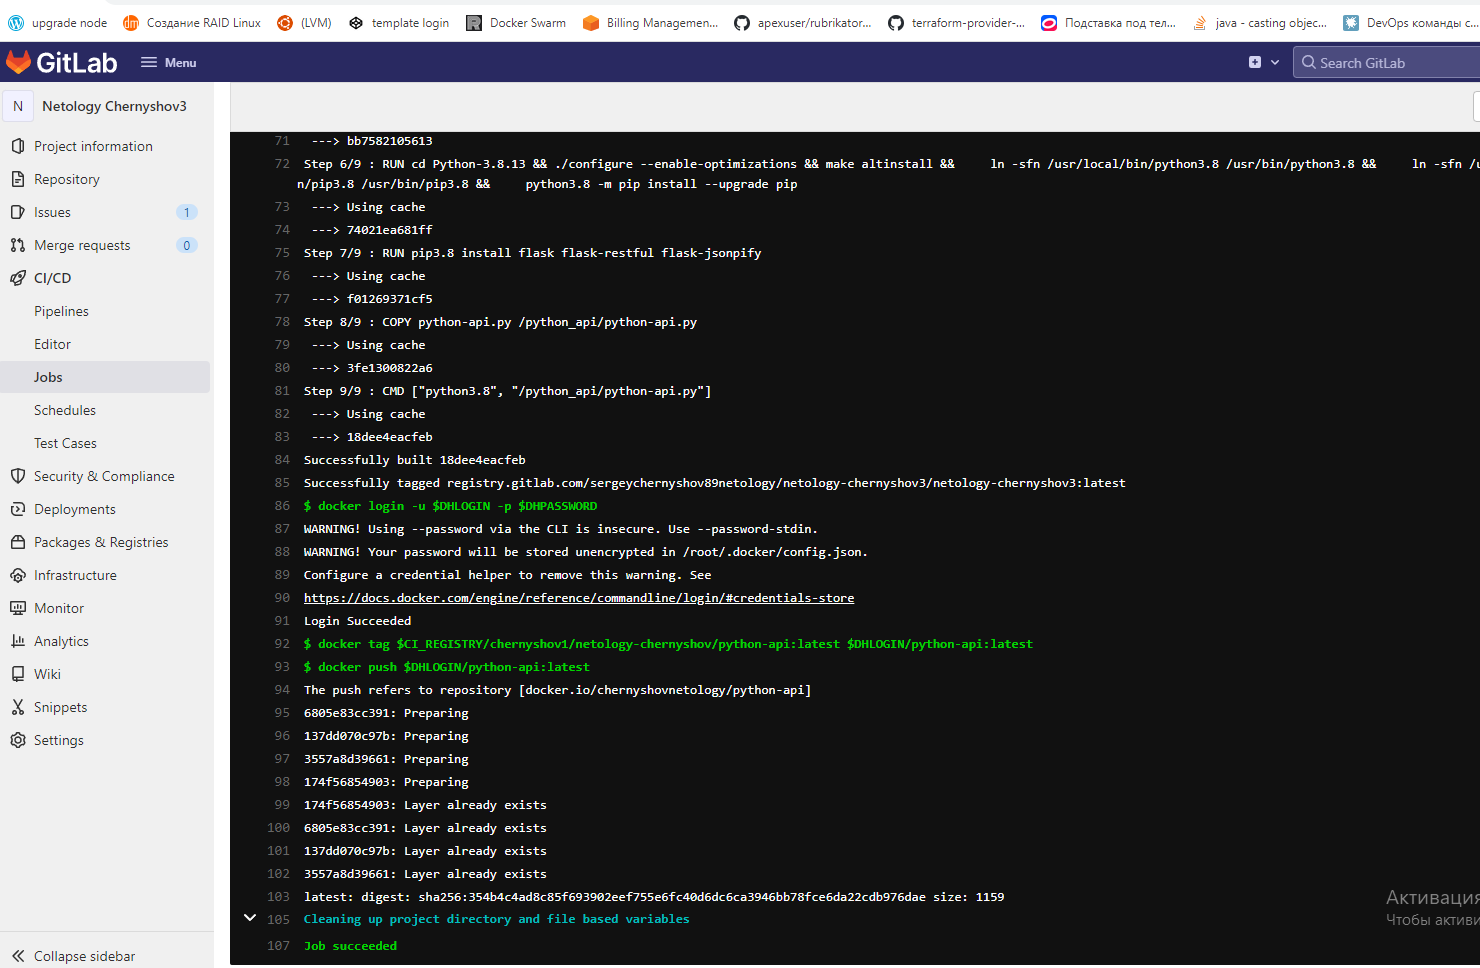 upgrade node
Создание RAID Linux
(LVM)
template login
Docker Swarm
Billing Managemen...
apexuser/rubrikator...
terraform-provider-...
Подставка под тел...
java - casting objec...
DevOps команды с...
GitLab
Menu
Search GitLab
N
Netology Chernyshov3
Project information
Repository
Issues
1
Merge requests
0
CI/CD
Pipelines
Editor
Jobs
Schedules
Test Cases
Security & Compliance
Deployments
Packages & Registries
Infrastructure
Monitor
Analytics
Wiki
Snippets
Settings
Collapse sidebar
71 ---> bb7582105613
72 Step 6/9 : RUN cd Python-3.8.13 && ./configure --enable-optimizations && make altinstall && ln -sfn /usr/local/bin/python3.8 /usr/bin/python3.8 && ln -sfn /u
n/pip3.8 /usr/bin/pip3.8 && python3.8 -m pip install --upgrade pip
73 ---> Using cache
74 ---> 74021ea681ff
75 Step 7/9 : RUN pip3.8 install flask flask-restful flask-jsonpify
76 ---> Using cache
77 ---> f01269371cf5
78 Step 8/9 : COPY python-api.py /python_api/python-api.py
79 ---> Using cache
80 ---> 3fe1300822a6
81 Step 9/9 : CMD ["python3.8", "/python_api/python-api.py"]
82 ---> Using cache
83 ---> 18dee4eacfeb
84 Successfully built 18dee4eacfeb
85 Successfully tagged registry.gitlab.com/sergeychernyshov89netology/netology-chernyshov3/netology-chernyshov3:latest
86 $ docker login -u $DHLOGIN -p $DHPASSWORD
87 WARNING! Using --password via the CLI is insecure. Use --password-stdin.
88 WARNING! Your password will be stored unencrypted in /root/.docker/config.json.
89 Configure a credential helper to remove this warning. See
90 https://docs.docker.com/engine/reference/commandline/login/#credentials-store
91 Login Succeeded
92 $ docker tag $CI_REGISTRY/chernyshov1/netology-chernyshov/python-api:latest $DHLOGIN/python-api:latest
93 $ docker push $DHLOGIN/python-api:latest
94 The push refers to repository [docker.io/chernyshovnetology/python-api]
95 6805e83cc391: Preparing
96 137dd070c97b: Preparing
97 3557a8d39661: Preparing
98 174f56854903: Preparing
99 174f56854903: Layer already exists
100 6805e83cc391: Layer already exists
101 137dd070c97b: Layer already exists
102 3557a8d39661: Layer already exists
103 latest: digest: sha256:354b4c4ad8c85f693902eef755e6fc40d6dc6ca3946bb78fce6da22cdb976dae size: 1159
105 Cleaning up project directory and file based variables
107 Job succeeded
Активация
Чтобы активи